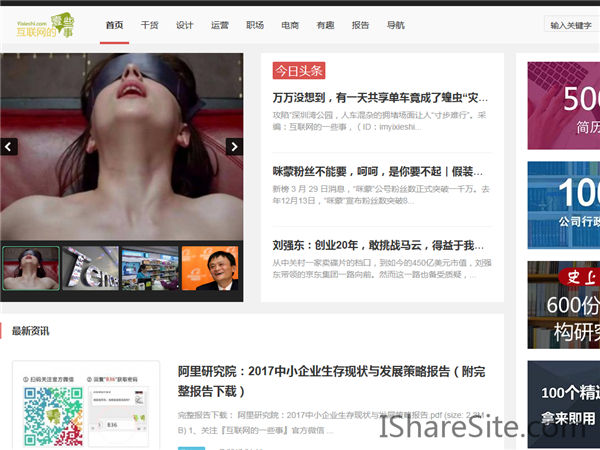 Yixieshi.com
互联网的
一些
事
首页 干货 设计 运营 职场 电商 有趣 报告 导航
输入关键字
今日头条
万万没想到，有一天共享单车竟成了蝗虫“灾...
攻陷"深圳湾公园，人车混杂的拥堵场面让人"寸步难行"。采
编：互联网的一些事，（ ID：imyixieshi...
咪蒙粉丝不能要，呵呵，是你要不起｜假装...
新榜 3 月 29 日消息，“咪蒙”公号粉丝数正式突破一千万。去
年12月13日，“咪蒙”宣布粉丝数突破8...
刘强东：创业20年，敢挑战马云，得益于我...
从中关村一家卖碟片的档口，到如今的450亿美元市值，刘强
东带领的京东集团一路向前。然而这一路也备受质疑，...
500
简历
100
公司行政
史上
600份
构研究
100个精
拿来即用
最新资讯
① 扫码关注官方微信 ② 回复"836"获取密码
836
阿里研究院：2017中小企业生存现状与发展策略报告（附完
整报告下载）
完整报告下载： 阿里研究院：2017中小企业生存现状与发展策略报告 pdf (size: 2.2M
B) 1、关注『互联网的一些事』官方微信 ...
IShareSite.com